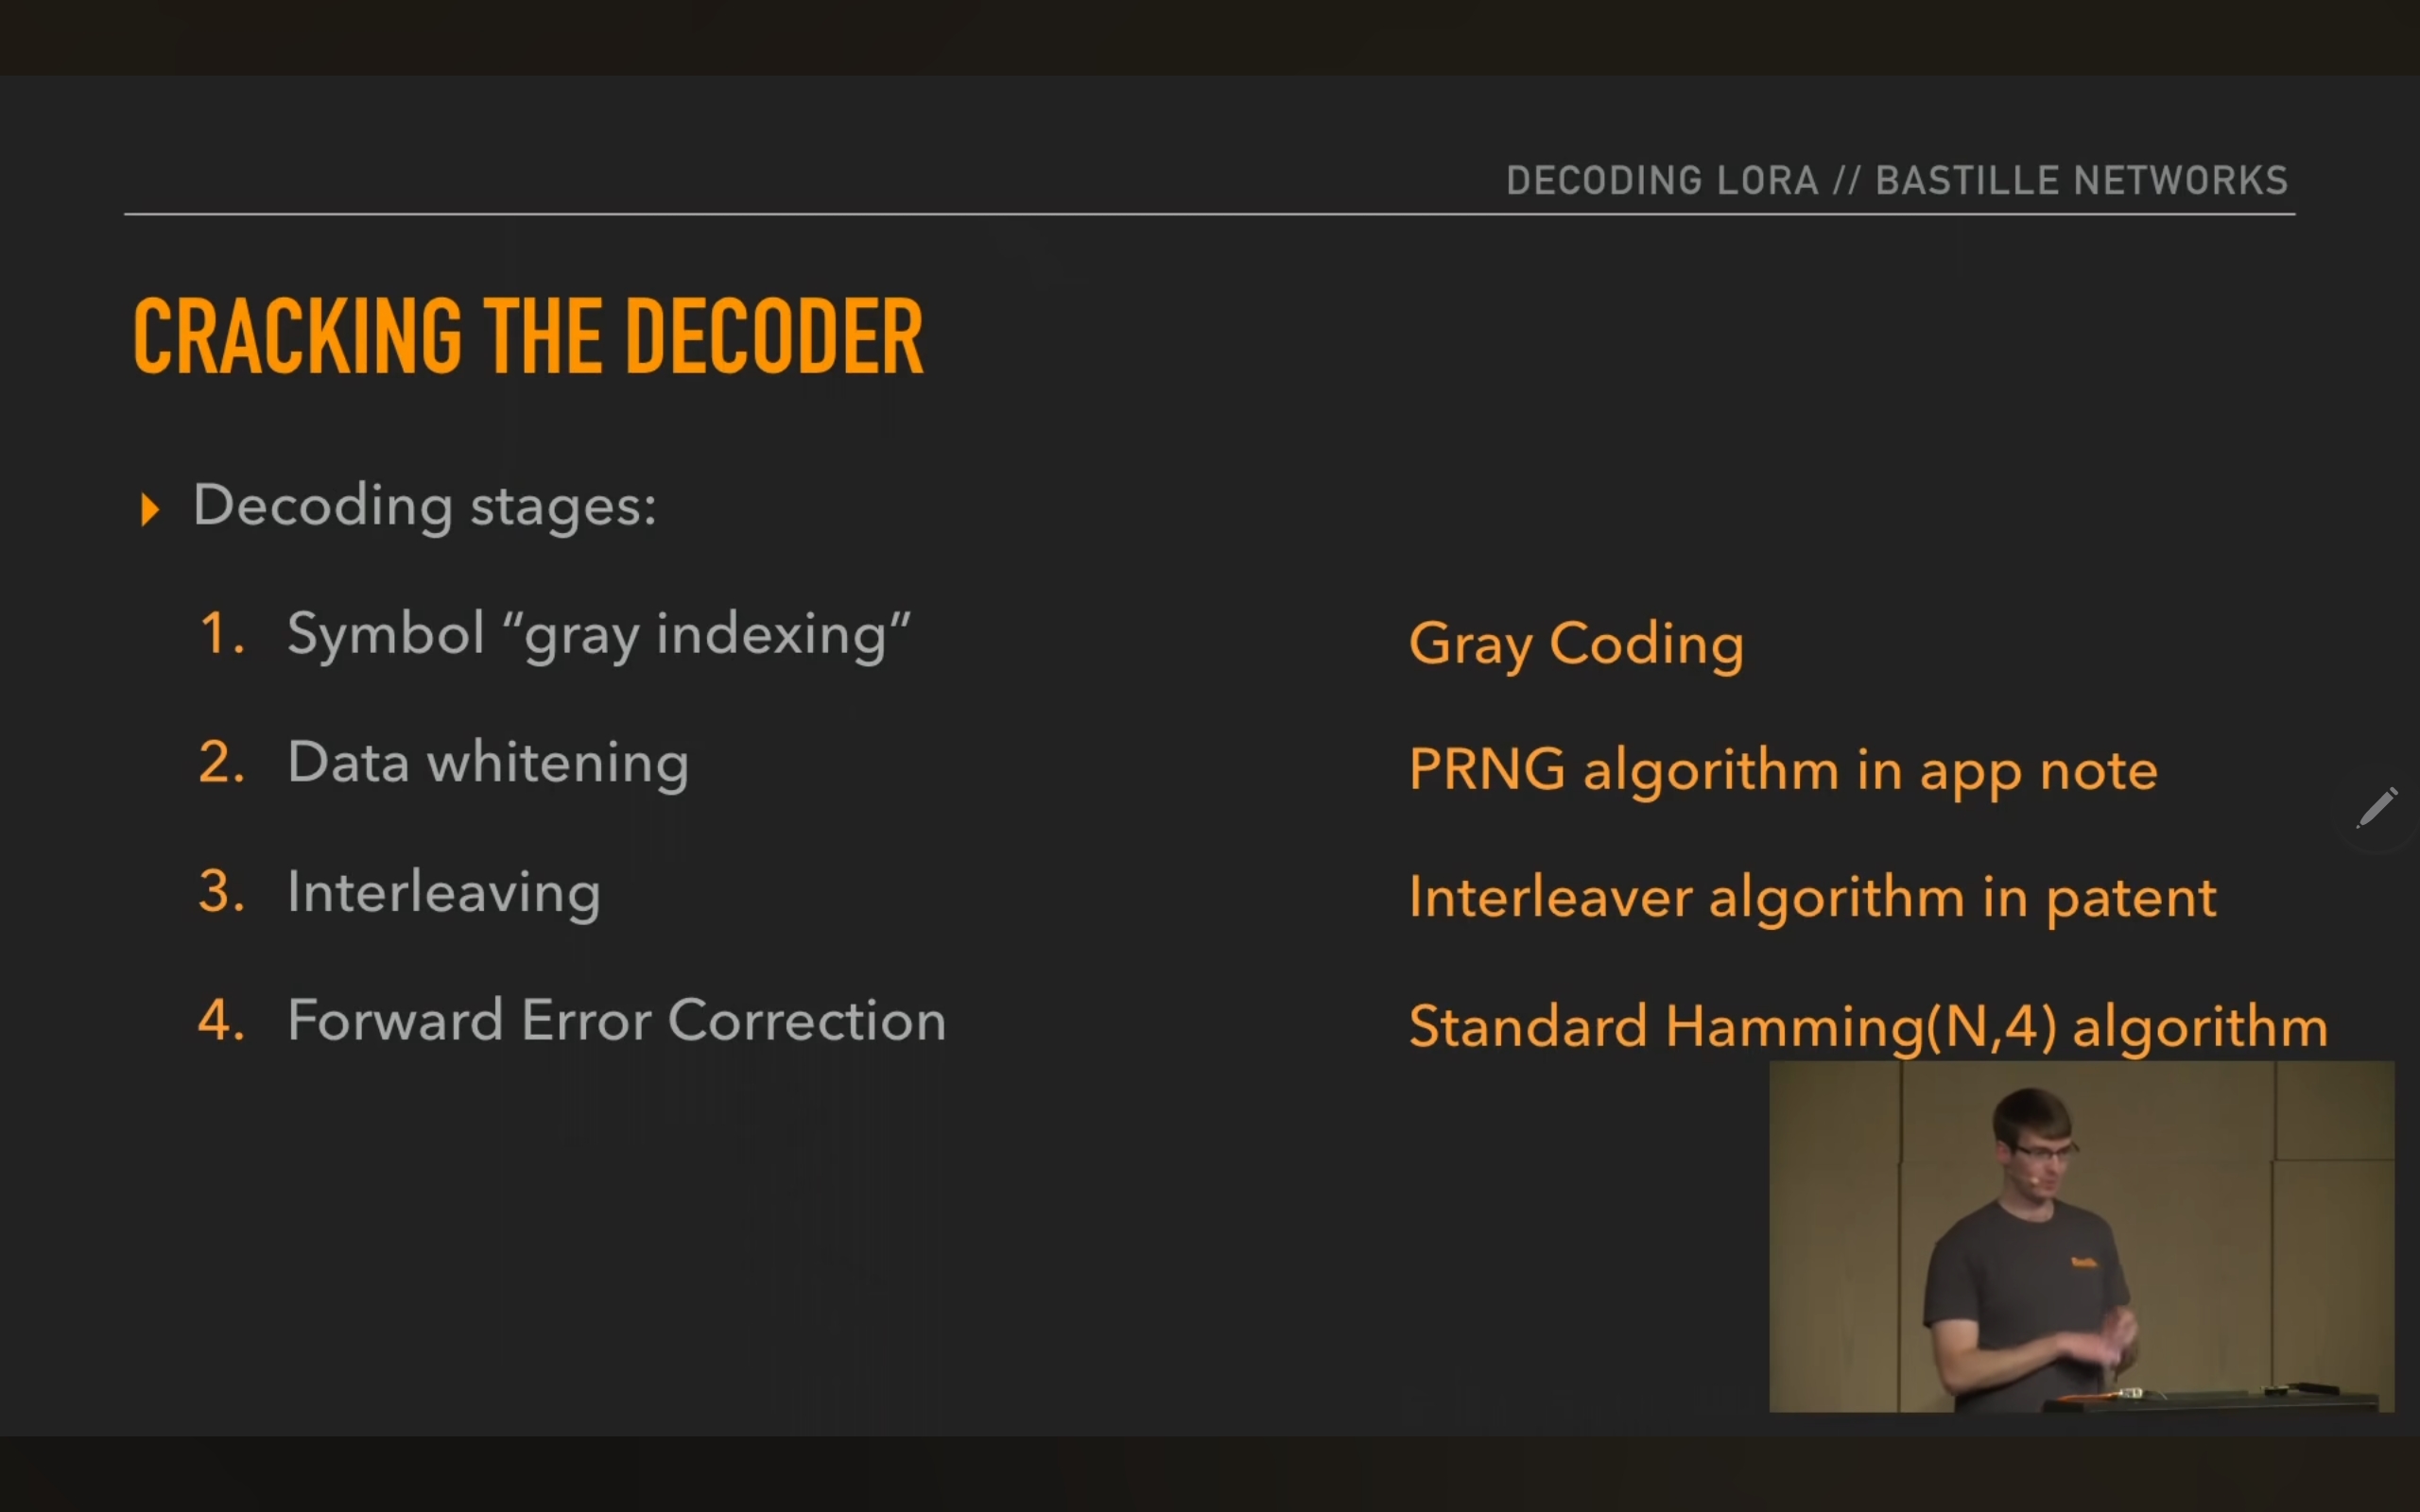 DECODING LORA // BASTILLE NETWORKS
CRACKING THE DECODER
Decoding stages:
1. Symbol “gray indexing”
Gray Coding
2. Data whitening
PRNG algorithm in app note
3. Interleaving
Interleaver algorithm in patent
4. Forward Error Correction
Standard Hamming(N,4) algorithm